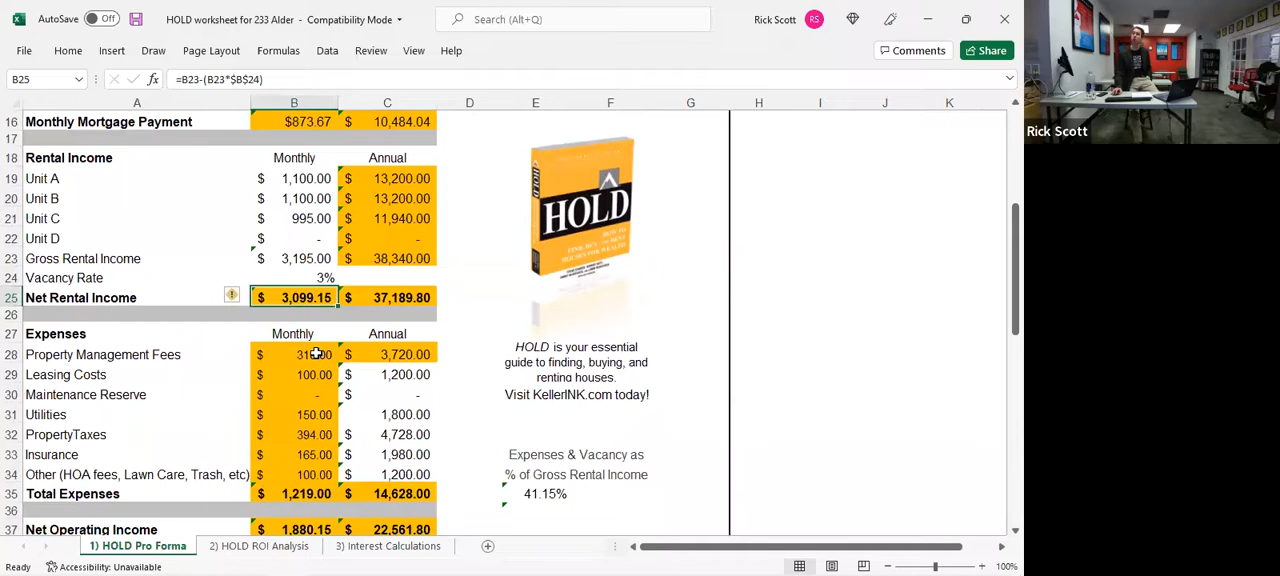 AutoSave Off HOLD worksheet for 233 Alder - Compatibility Mode Search (Alt+Q) Rick Scott RS
File Home Insert Draw Page Layout Formulas Data Review View Help Comments Share
B25 fx =B23-(B23*$B$24)
A B C D E F G H I J K
16 Monthly Mortgage Payment $873.67 $ 10,484.04
17
18 Rental Income Monthly Annual
19 Unit A $ 1,100.00 $ 13,200.00
20 Unit B $ 1,100.00 $ 13,200.00
21 Unit C $ 995.00 $ 11,940.00
22 Unit D $ - $ -
23 Gross Rental Income $ 3,195.00 $ 38,340.00
24 Vacancy Rate 3%
25 Net Rental Income $ 3,099.15 $ 37,189.80
26
27 Expenses Monthly Annual
28 Property Management Fees $ $ 3,720.00
29 Leasing Costs $ 100.00 $ 1,200.00
30 Maintenance Reserve $ - $ -
31 Utilities $ 150.00 1,800.00
32 PropertyTaxes $ 394.00 $ 4,728.00
33 Insurance $ 165.00 $ 1,980.00
34 Other (HOA fees, Lawn Care, Trash, etc) $ 100.00 $ 1,200.00
35 Total Expenses $ 1,219.00 $ 14,628.00
36
37 Net Operating Income $ 1,880.15 $ 22,561.80
HOLD
HOLD
HOW TO
FIND, BUY, AND RENT
HOUSES FOR WEALTH
HOLD is your essential
guide to finding, buying, and
renting houses.
Visit KellerINK.com today!
Expenses & Vacancy as
% of Gross Rental Income
41.15%
1) HOLD Pro Forma 2) HOLD ROI Analysis 3) Interest Calculations
Ready Accessibility: Unavailable 100%
Rick Scott